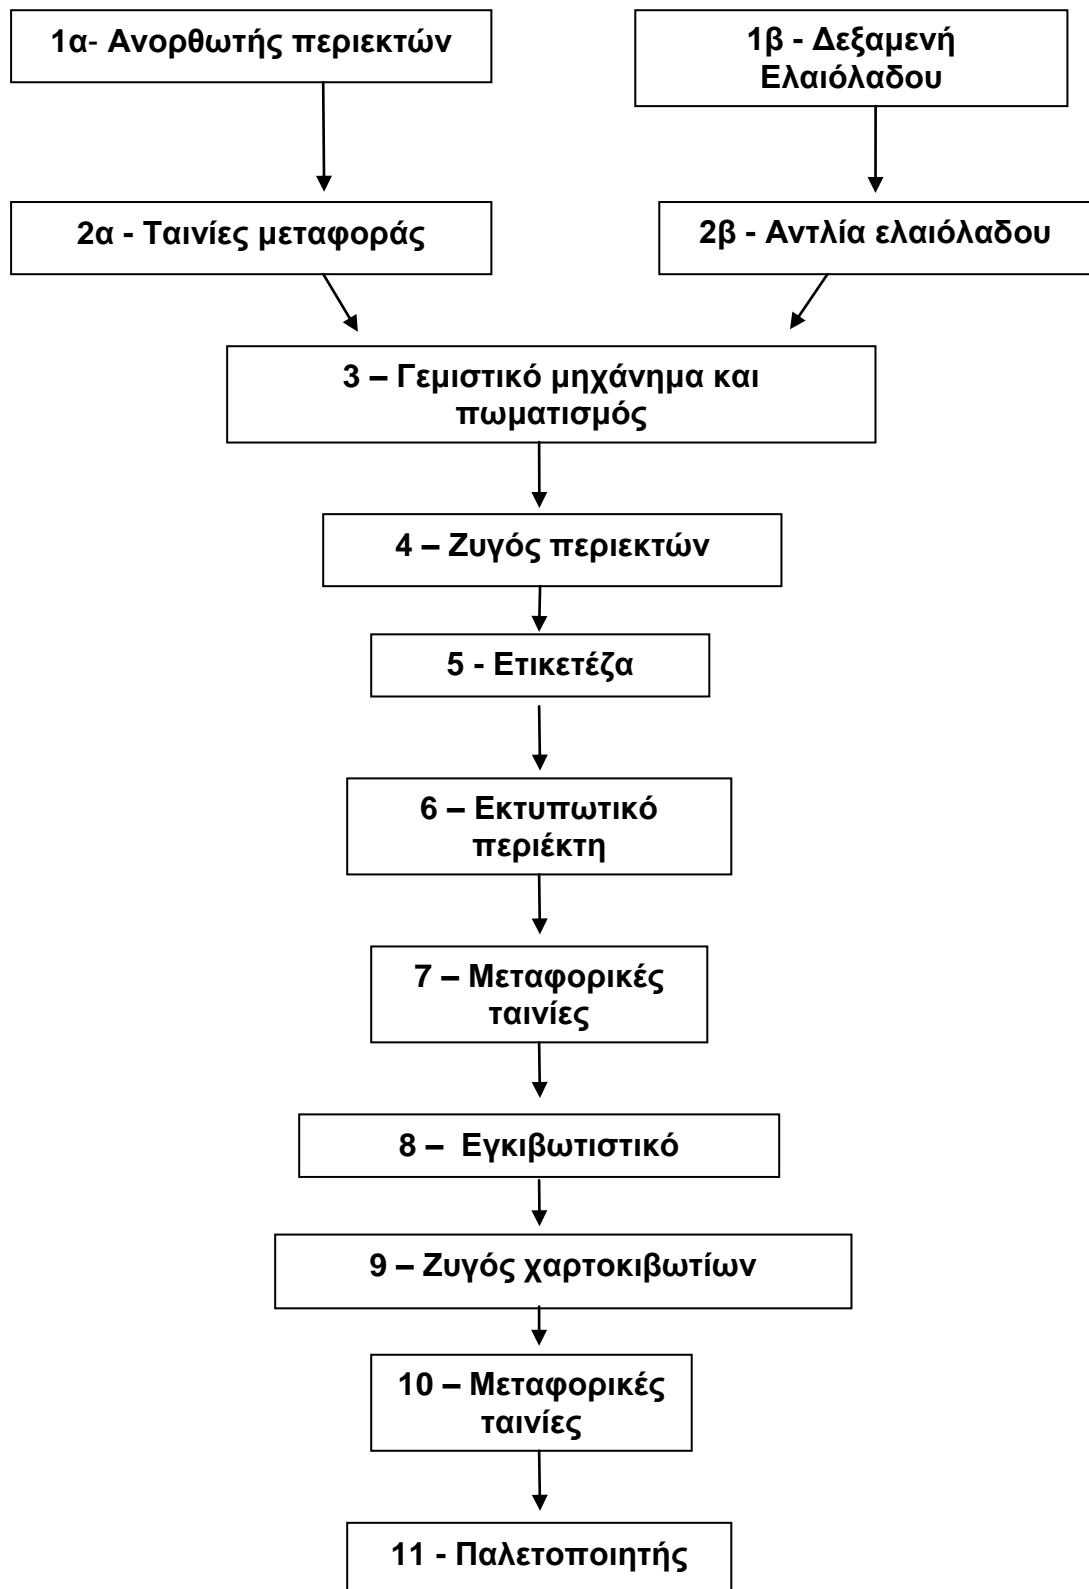 1α- Ανορθωτής περιεκτών
1β - Δεξαμενή
Ελαιόλαδου
2α - Ταινίες μεταφοράς
2β - Αντλία ελαιόλαδου
3 – Γεμιστικό μηχάνημα και
πωματισμός
4 – Ζυγός περιεκτών
5 - Ετικετέζα
6 – Εκτυπωτικό
περιέκτη
7 – Μεταφορικές
ταινίες
8 – Εγκιβωτιστικό
9 – Ζυγός χαρτοκιβωτίων
10 – Μεταφορικές
ταινίες
11 - Παλετοποιητής